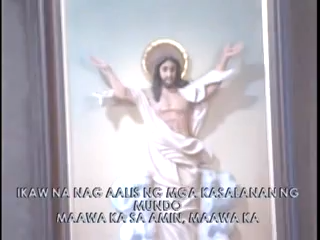 IKAW NA NAG AALIS NG MGA KASALANAN NG
MUNDO
MAAWA KA SA AMIN, MAAWA KA